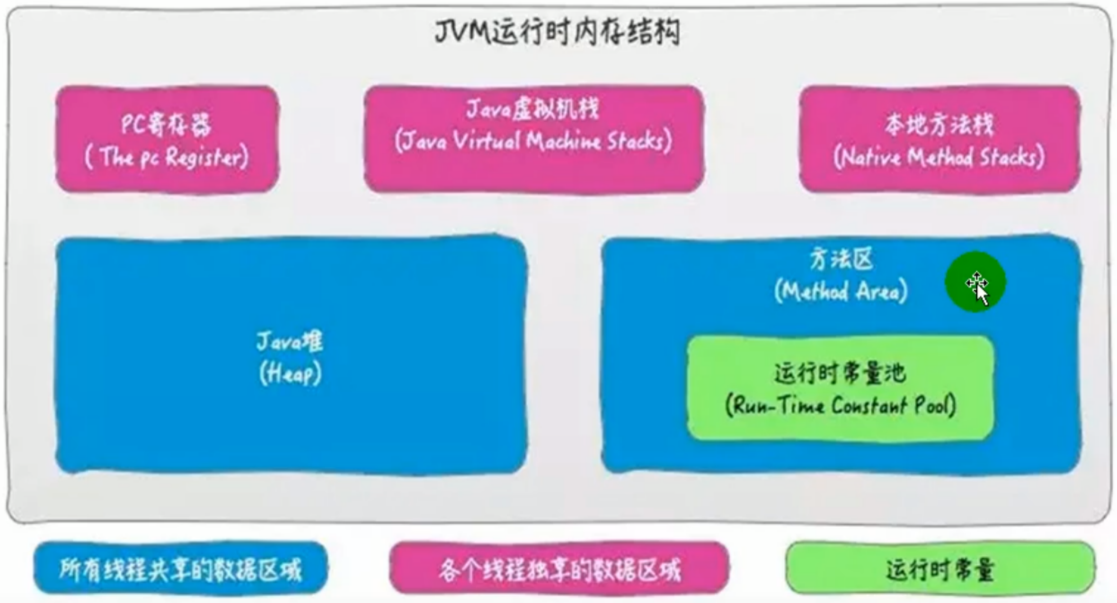 JVM运行时内存结构
PC寄存器
( The pc Register)
Java虚拟机栈
(Java Virtual Machine Stacks)
本地方法栈
(Native Method Stacks)
Java堆
(Heap)
方法区
(Method Area)
运行时常量池
(Run-Time Constant Pool)
所有线程共享的数据区域
各个线程独享的数据区域
运行时常量